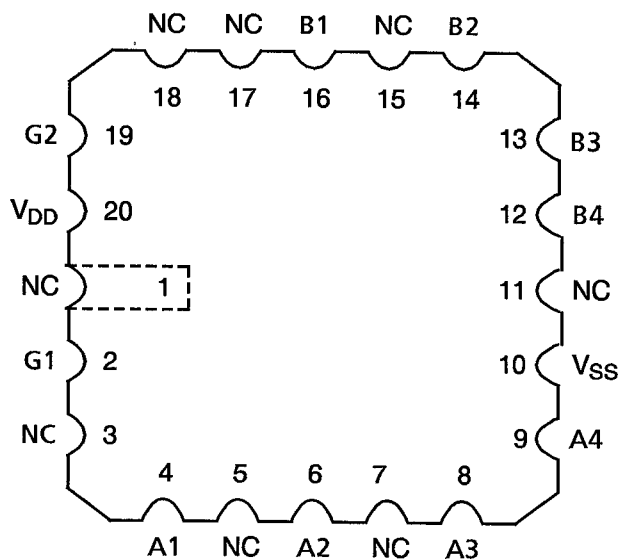 NC NC B1 NC B2
18 17 16 15 14
G2 19 13 B3
VDD 20 12 B4
NC 1 11 NC
G1 2 10 VSS
NC 3 9 A4
4 5 6 7 8
A1 NC A2 NC A3